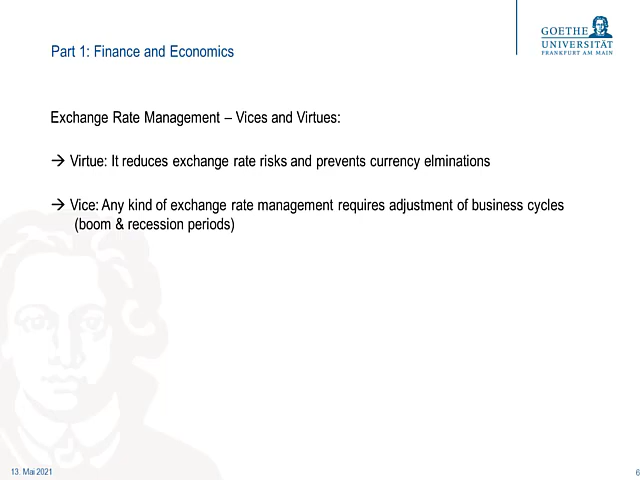 GOETHE
UNIVERSITÄT
FRANKFURT AM MAIN
Part 1: Finance and Economics
Exchange Rate Management – Vices and Virtues:
→ Virtue: It reduces exchange rate risks and prevents currency elminations
→ Vice: Any kind of exchange rate management requires adjustment of business cycles
(boom & recession periods)
13. Mai 2021
6